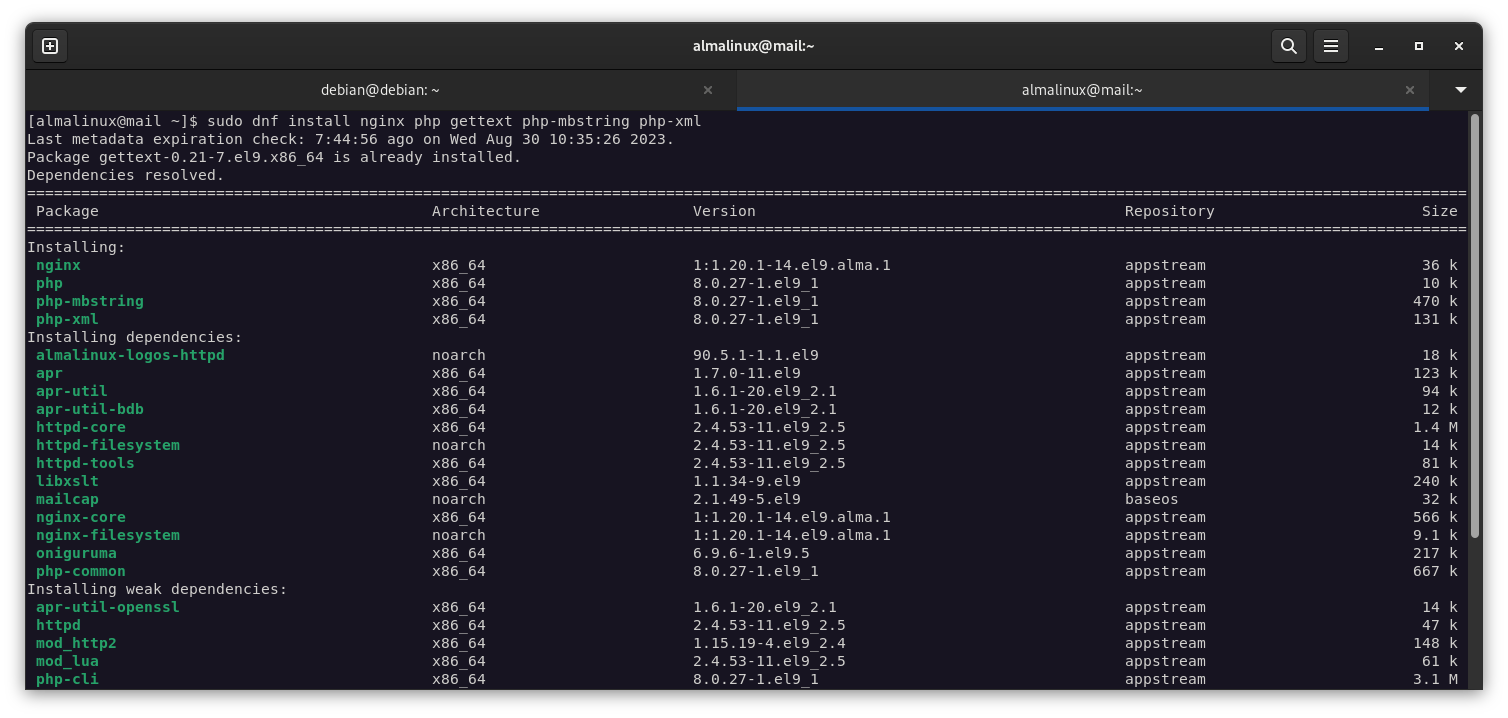 almalinux@mail:~
debian@debian: ~
almalinux@mail:~
[almalinux@mail ~]$ sudo dnf install nginx php gettext php-mbstring php-xml
Last metadata expiration check: 7:44:56 ago on Wed Aug 30 10:35:26 2023.
Package gettext-0.21-7.el9.x86_64 is already installed.
Dependencies resolved.
================================================================================================================================================================
Package Architecture Version Repository Size
================================================================================================================================================================
Installing:
nginx x86_64 1:1.20.1-14.el9.alma.1 appstream 36 k
php x86_64 8.0.27-1.el9_1 appstream 10 k
php-mbstring x86_64 8.0.27-1.el9_1 appstream 470 k
php-xml x86_64 8.0.27-1.el9_1 appstream 131 k
Installing dependencies:
almalinux-logos-httpd noarch 90.5.1-1.1.el9 appstream 18 k
apr x86_64 1.7.0-11.el9 appstream 123 k
apr-util x86_64 1.6.1-20.el9_2.1 appstream 94 k
apr-util-bdb x86_64 1.6.1-20.el9_2.1 appstream 12 k
httpd-core x86_64 2.4.53-11.el9_2.5 appstream 1.4 M
httpd-filesystem noarch 2.4.53-11.el9_2.5 appstream 14 k
httpd-tools x86_64 2.4.53-11.el9_2.5 appstream 81 k
libxslt x86_64 1.1.34-9.el9 appstream 240 k
mailcap noarch 2.1.49-5.el9 baseos 32 k
nginx-core x86_64 1:1.20.1-14.el9.alma.1 appstream 566 k
nginx-filesystem noarch 1:1.20.1-14.el9.alma.1 appstream 9.1 k
oniguruma x86_64 6.9.6-1.el9.5 appstream 217 k
php-common x86_64 8.0.27-1.el9_1 appstream 667 k
Installing weak dependencies:
apr-util-openssl x86_64 1.6.1-20.el9_2.1 appstream 14 k
httpd x86_64 2.4.53-11.el9_2.5 appstream 47 k
mod_http2 x86_64 1.15.19-4.el9_2.4 appstream 148 k
mod_lua x86_64 2.4.53-11.el9_2.5 appstream 61 k
php-cli x86_64 8.0.27-1.el9_1 appstream 3.1 M